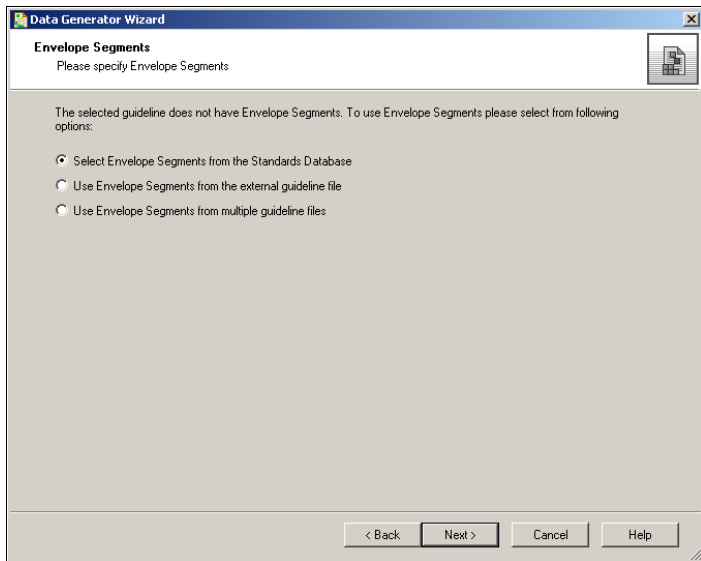 Data Generator Wizard
Envelope Segments
Please specify Envelope Segments
The selected guideline does not have Envelope Segments. To use Envelope Segments please select from following
options:
Select Envelope Segments from the Standards Database
Use Envelope Segments from the external guideline file
Use Envelope Segments from multiple guideline files
< Back Next > Cancel Help